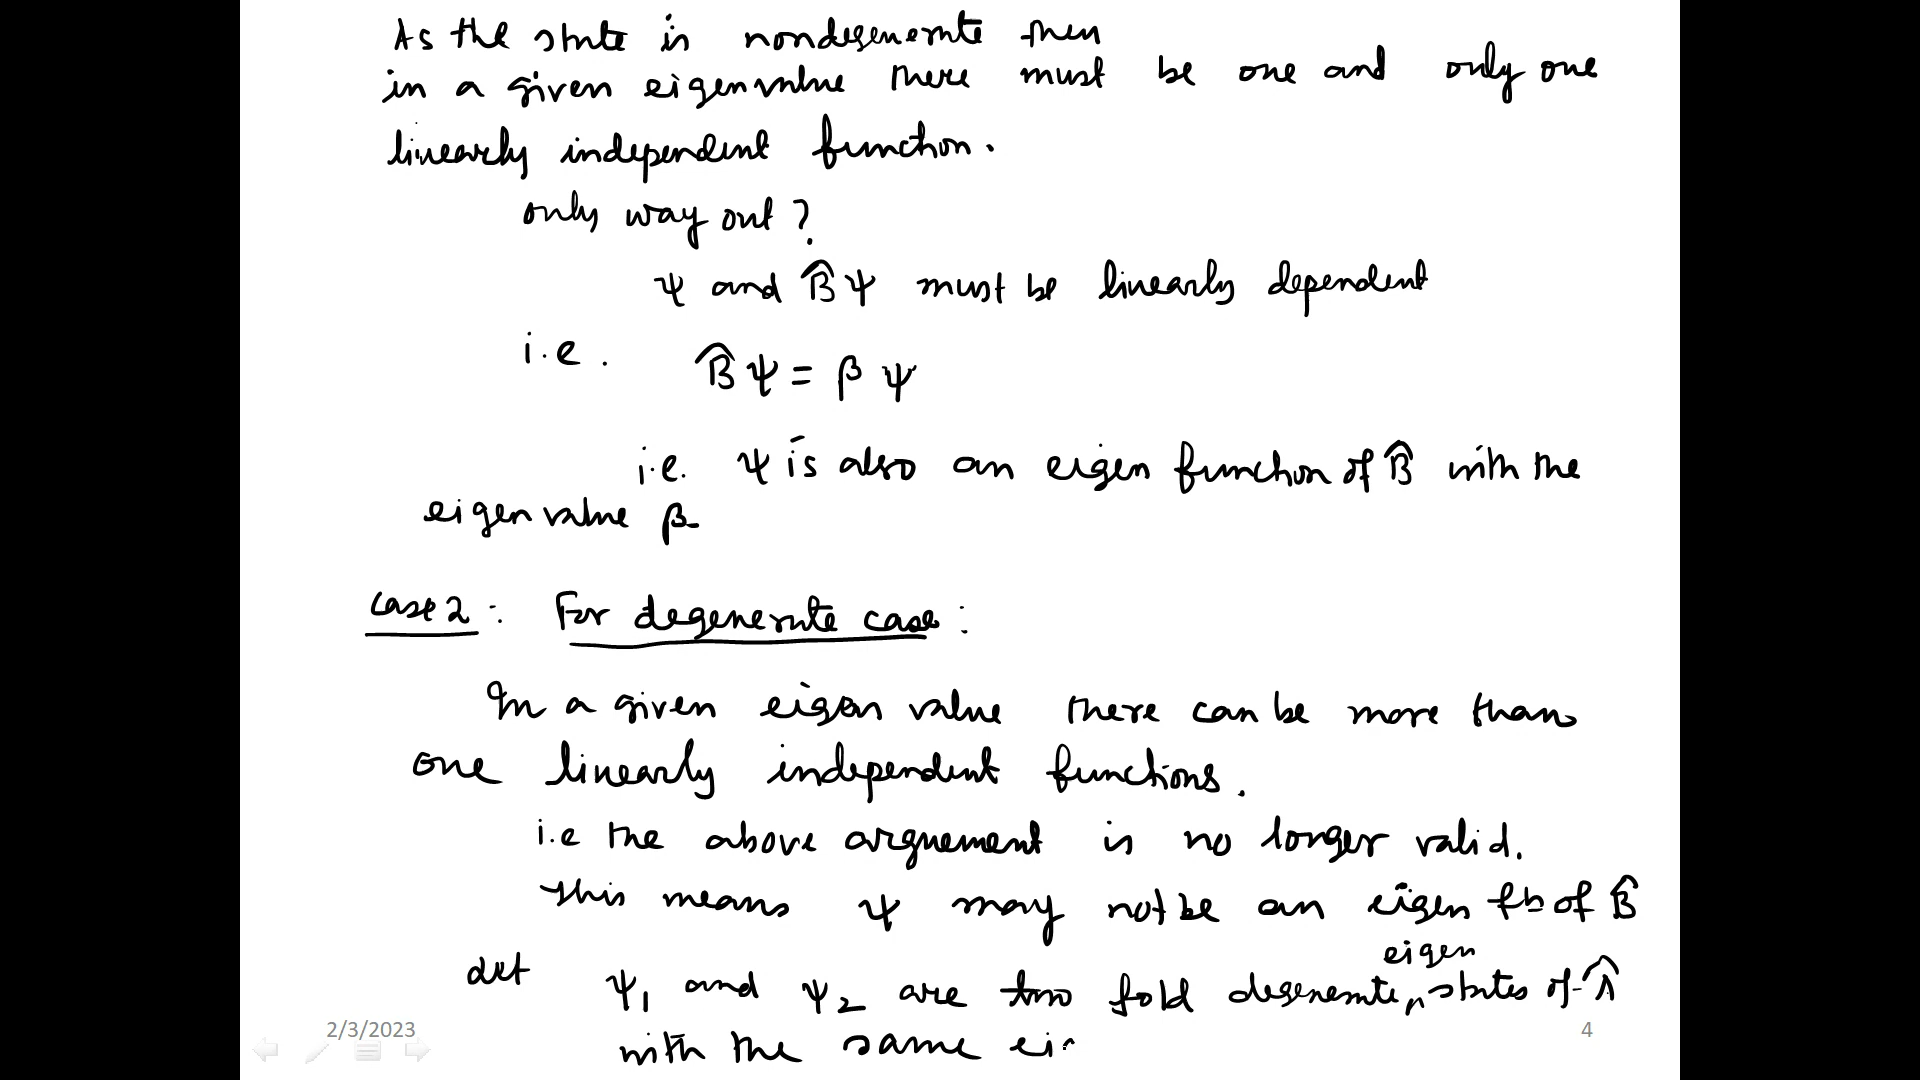 As the state is nondegenerate then
in a given eigenvalue there must be one and only one
linearly independent function.
only way out?
ψ and B̂ψ must be linearly dependent
i.e. B̂ψ = βψ
i.e. ψ is also an eigen function of B̂ with the
eigen value β
case 2 : For degenerate case :
In a given eigen value there can be more than
one linearly independent functions.
i.e the above arguement is no longer valid.
This means ψ may not be an eigen fn of B̂
eigen
Let ψ₁ and ψ₂ are two fold degenerate states of Â
2/3/2023 4
with the same ei